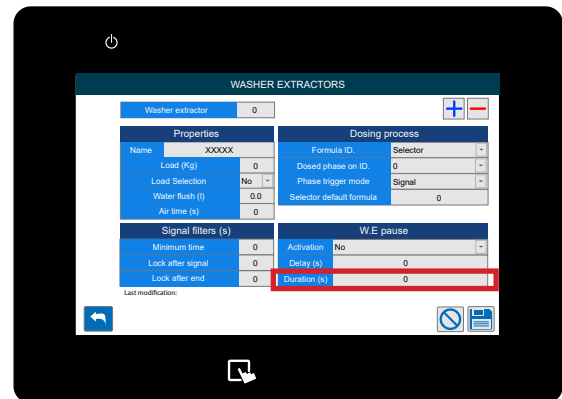 WASHER EXTRACTORS
Washer extractor 0
Properties
Name XXXXX
Load (Kg) 0
Load Selection No
Water flush (l) 0.0
Air time (s) 0
Dosing process
Formula ID. Selector
Dosed phase on ID. 0
Phase trigger mode Signal
Selector default formula 0
Signal filters (s)
Minimum time 0
Lock after signal 0
Lock after end 0
W.E pause
Activation No
Delay (s) 0
Duration (s) 0
Last modification: